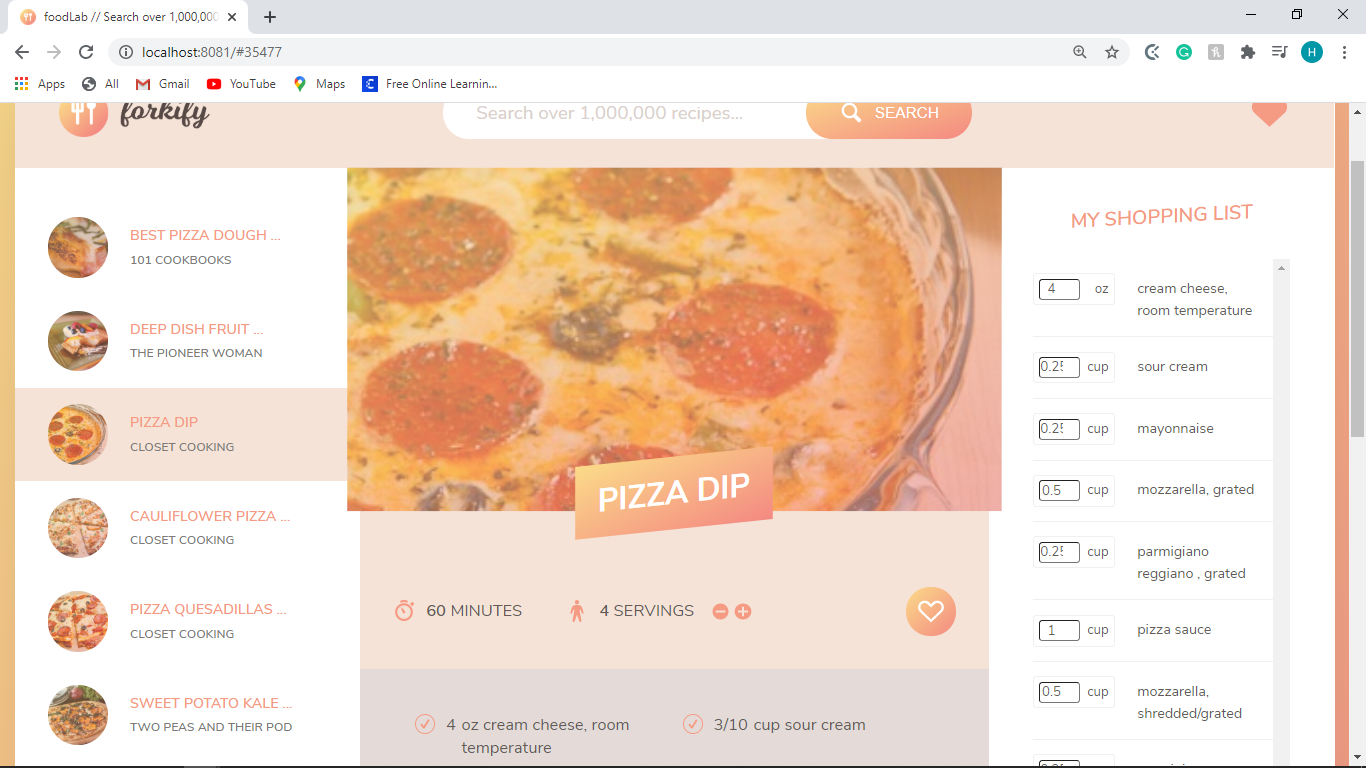 foodLab // Search over 1,000,000
localhost:8081/#35477
H
Apps
All
Gmail
YouTube
Maps
Free Online Learnin...
forkify
Search over 1,000,000 recipes...
SEARCH
BEST PIZZA DOUGH ...
101 COOKBOOKS
DEEP DISH FRUIT ...
THE PIONEER WOMAN
PIZZA DIP
CLOSET COOKING
CAULIFLOWER PIZZA ...
CLOSET COOKING
PIZZA QUESADILLAS ...
CLOSET COOKING
SWEET POTATO KALE ...
TWO PEAS AND THEIR POD
PIZZA DIP
60 MINUTES
4 SERVINGS
4 oz cream cheese, room
temperature
3/10 cup sour cream
MY SHOPPING LIST
4 oz cream cheese,
room temperature
0.25 cup sour cream
0.25 cup mayonnaise
0.5 cup mozzarella, grated
0.25 cup parmigiano
reggiano , grated
1 cup pizza sauce
0.5 cup mozzarella,
shredded/grated